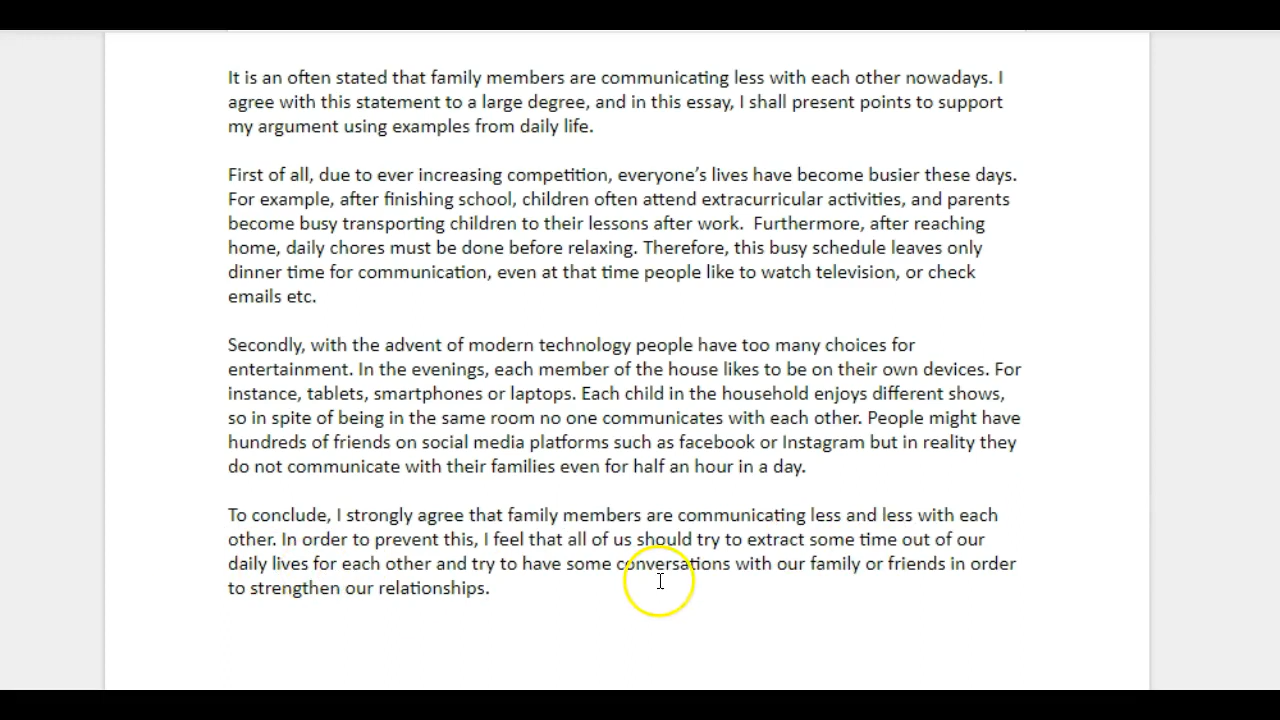 It is an often stated that family members are communicating less with each other nowadays. I
agree with this statement to a large degree, and in this essay, I shall present points to support
my argument using examples from daily life.
First of all, due to ever increasing competition, everyone’s lives have become busier these days.
For example, after finishing school, children often attend extracurricular activities, and parents
become busy transporting children to their lessons after work.  Furthermore, after reaching
home, daily chores must be done before relaxing. Therefore, this busy schedule leaves only
dinner time for communication, even at that time people like to watch television, or check
emails etc.
Secondly, with the advent of modern technology people have too many choices for
entertainment. In the evenings, each member of the house likes to be on their own devices. For
instance, tablets, smartphones or laptops. Each child in the household enjoys different shows,
so in spite of being in the same room no one communicates with each other. People might have
hundreds of friends on social media platforms such as facebook or Instagram but in reality they
do not communicate with their families even for half an hour in a day.
To conclude, I strongly agree that family members are communicating less and less with each
other. In order to prevent this, I feel that all of us should try to extract some time out of our
daily lives for each other and try to have some conversations with our family or friends in order
to strengthen our relationships.